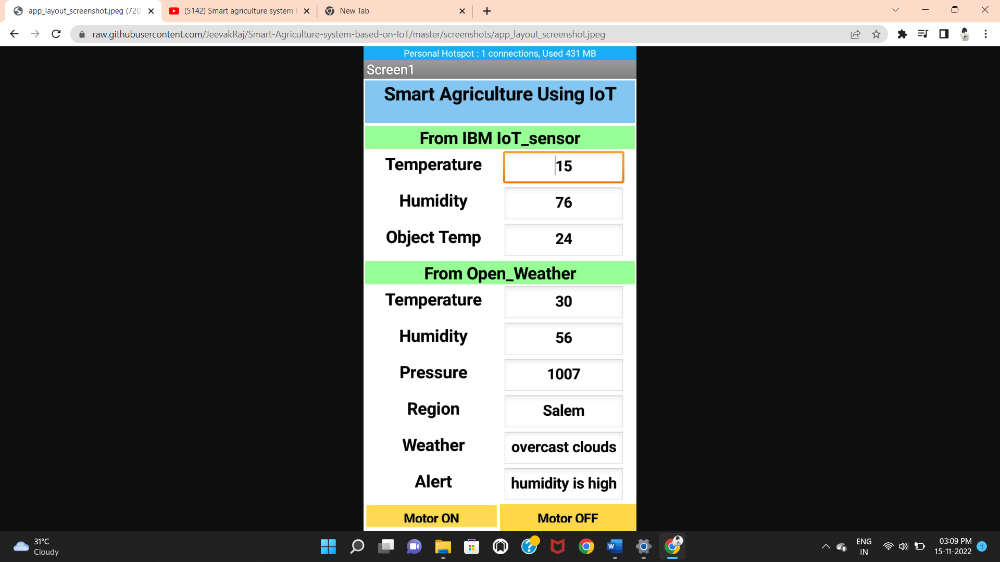 app_layout_screenshot.jpeg (720
(5142) Smart agriculture system b
New Tab
raw.githubusercontent.com/JeevakRaj/Smart-Agriculture-system-based-on-IoT/master/screenshots/app_layout_screenshot.jpeg
Personal Hotspot : 1 connections, Used 431 MB
Screen1
Smart Agriculture Using IoT
From IBM IoT_sensor
Temperature 15
Humidity 76
Object Temp 24
From Open_Weather
Temperature 30
Humidity 56
Pressure 1007
Region Salem
Weather overcast clouds
Alert humidity is high
Motor ON Motor OFF
31°C
Cloudy
W
ENG
IN
03:09 PM
15-11-2022
1